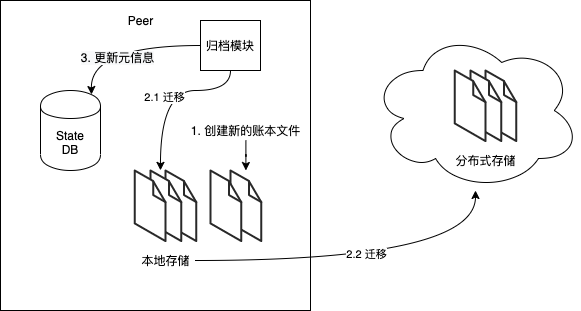 Peer
归档模块
3. 更新元信息
2.1 迁移
State
DB
1. 创建新的账本文件
分布式存储
本地存储
2.2 迁移